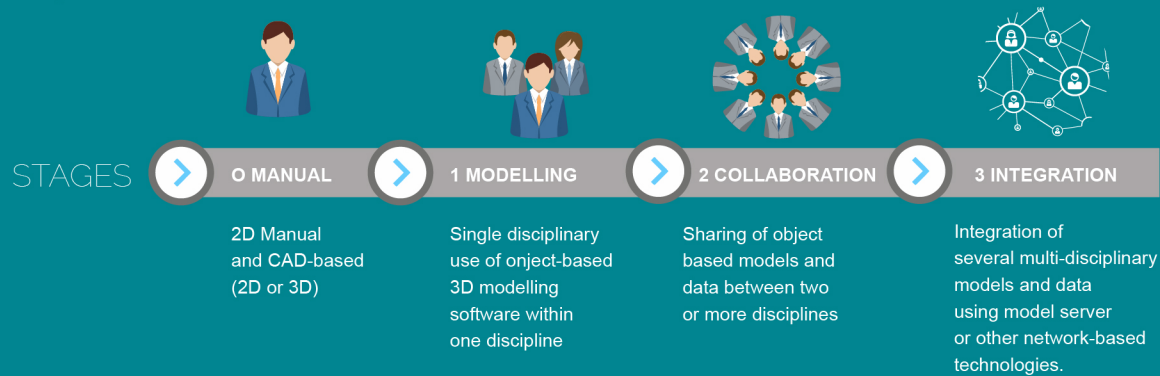 STAGES
O MANUAL
1 MODELLING
2 COLLABORATION
3 INTEGRATION
2D Manual
and CAD-based
(2D or 3D)
Single disciplinary
use of onject-based
3D modelling
software within
one discipline
Sharing of object
based models and
data between two
or more disciplines
Integration of
several multi-disciplinary
models and data
using model server
or other network-based
technologies.